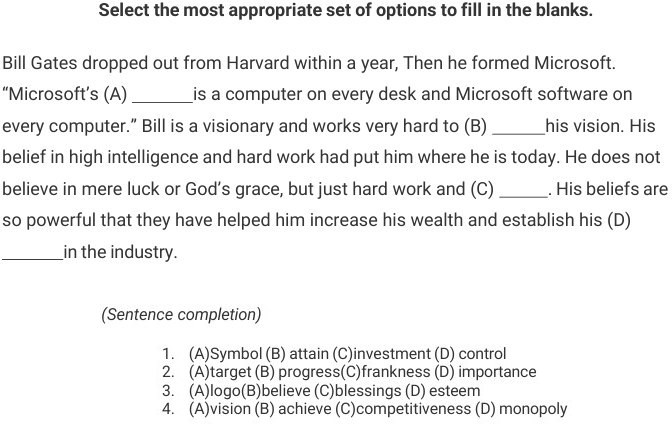 Select the most appropriate set of options to fill in the blanks.
Bill Gates dropped out from Harvard within a year, Then he formed Microsoft.
“Microsoft’s (A) _______is a computer on every desk and Microsoft software on
every computer.” Bill is a visionary and works very hard to (B) ______his vision. His
belief in high intelligence and hard work had put him where he is today. He does not
believe in mere luck or God’s grace, but just hard work and (C) ______. His beliefs are
so powerful that they have helped him increase his wealth and establish his (D)
_______in the industry.
(Sentence completion)
1. (A)Symbol (B) attain (C)investment (D) control
2. (A)target (B) progress(C)frankness (D) importance
3. (A)logo(B)believe (C)blessings (D) esteem
4. (A)vision (B) achieve (C)competitiveness (D) monopoly